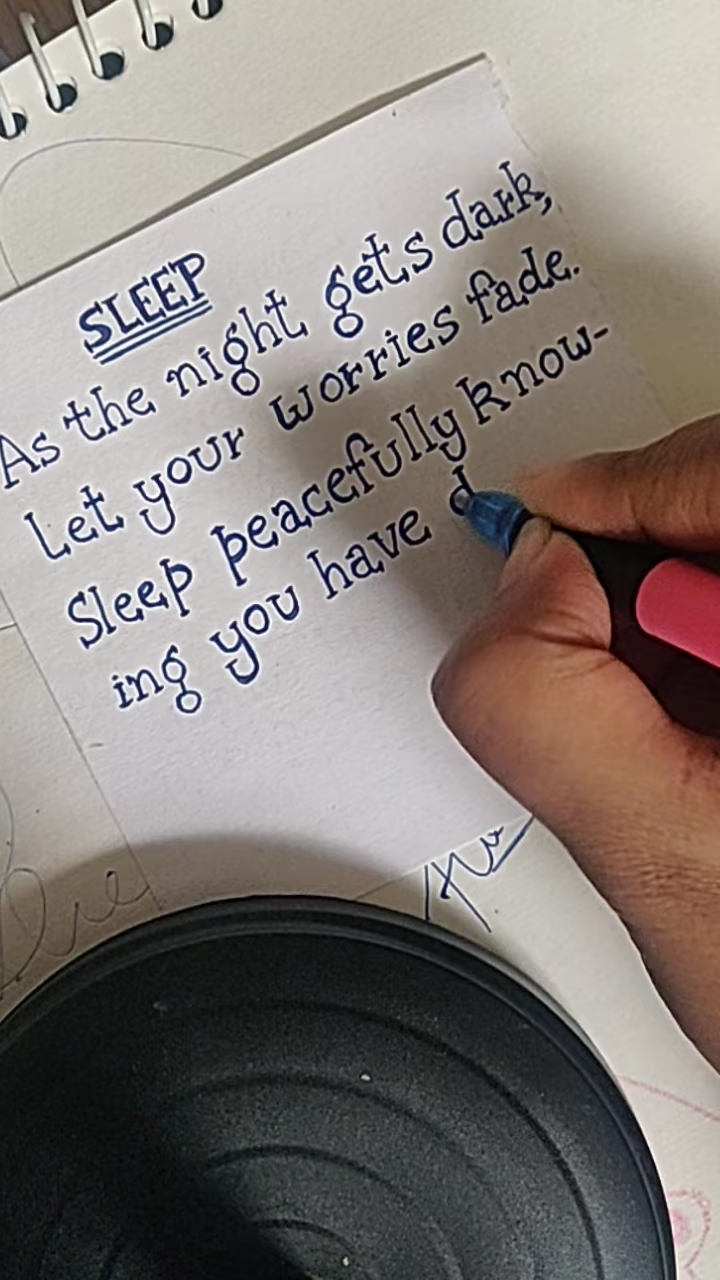 SLEEP
As the night gets dark,
Let your worries fade.
Sleep peacefully know-
ing you have d